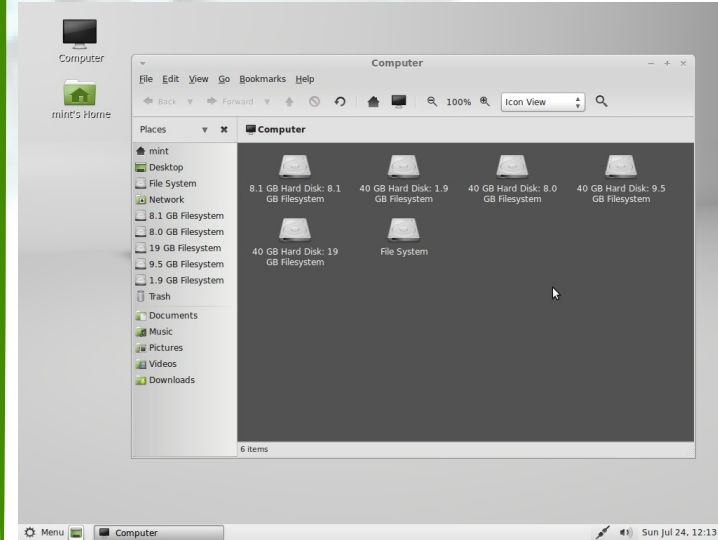 Computer
mint's Home
Computer
File Edit View Go Bookmarks Help
Back Forward 100% Icon View
Places Computer
mint
Desktop
File System
Network
8.1 GB Filesystem
8.0 GB Filesystem
19 GB Filesystem
9.5 GB Filesystem
1.9 GB Filesystem
Trash
Documents
Music
Pictures
Videos
Downloads
8.1 GB Hard Disk: 8.1
GB Filesystem
40 GB Hard Disk: 1.9
GB Filesystem
40 GB Hard Disk: 8.0
GB Filesystem
40 GB Hard Disk: 9.5
GB Filesystem
40 GB Hard Disk: 19
GB Filesystem
File System
6 items
Menu Computer Sun Jul 24, 12:13